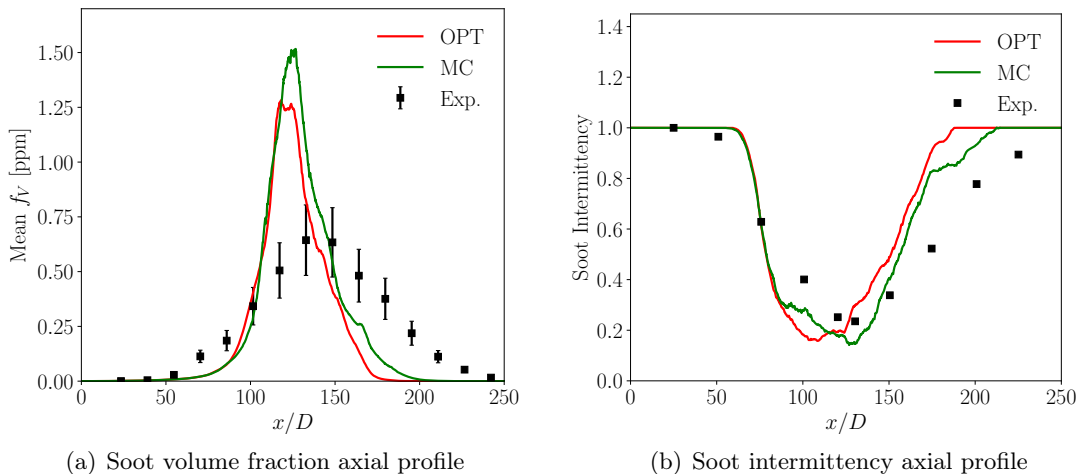 OPT
MC
Exp.
Mean f_V [ppm]
1.50
1.25
1.00
0.75
0.50
0.25
0.00
0 50 100 150 200 250
x/D
(a) Soot volume fraction axial profile
OPT
MC
Exp.
Soot Intermittency
1.4
1.2
1.0
0.8
0.6
0.4
0.2
0.0
0 50 100 150 200 250
x/D
(b) Soot intermittency axial profile